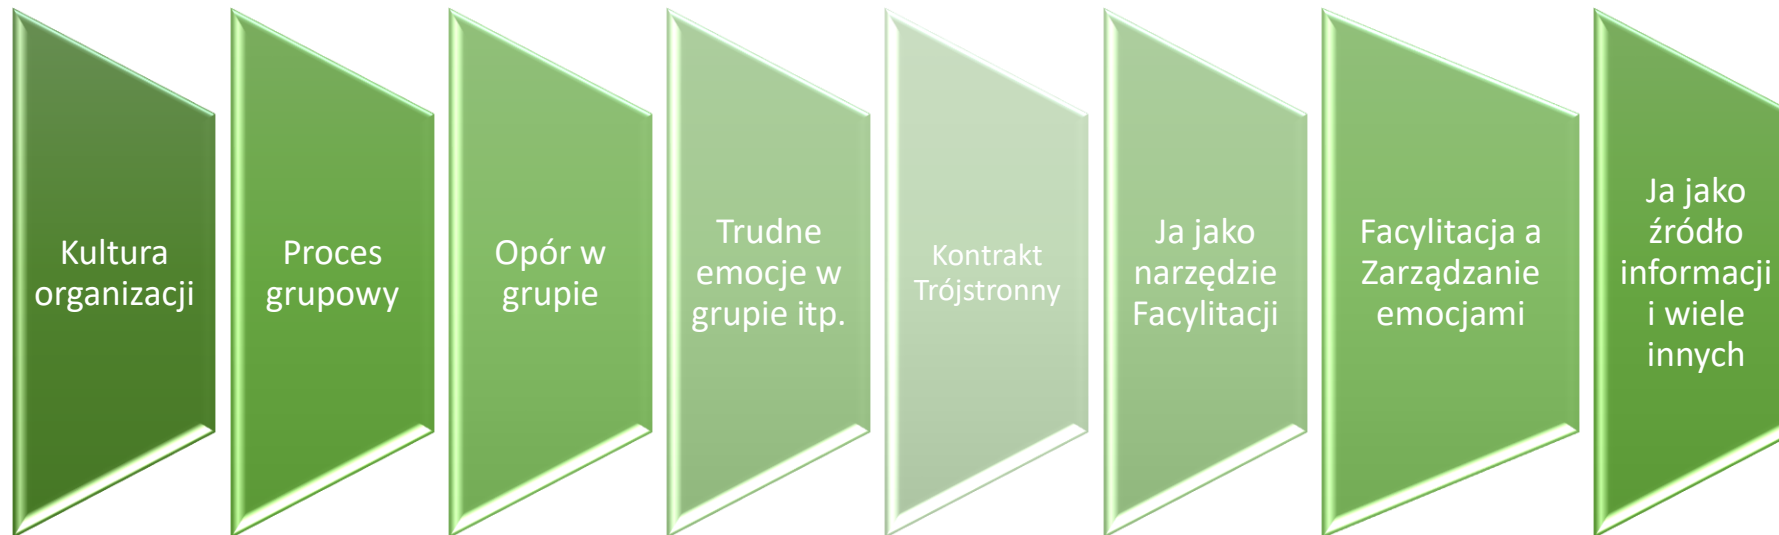 Kultura
organizacji
Proces
grupowy
Opór w
grupie
Trudne
emocje w
grupie itp.
Kontrakt
Trójstronny
Ja jako
narzędzie
Facylitacji
Facylitacja a
Zarządzanie
emocjami
Ja jako
źródło
informacji
i wiele
innych